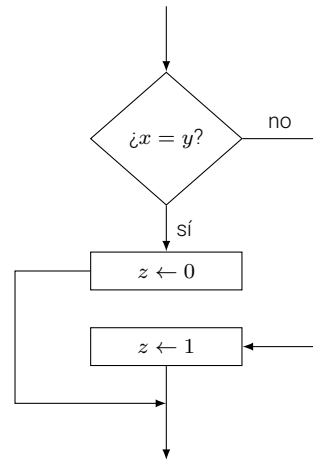 ¿x = y?
no
sí
z ← 0
z ← 1